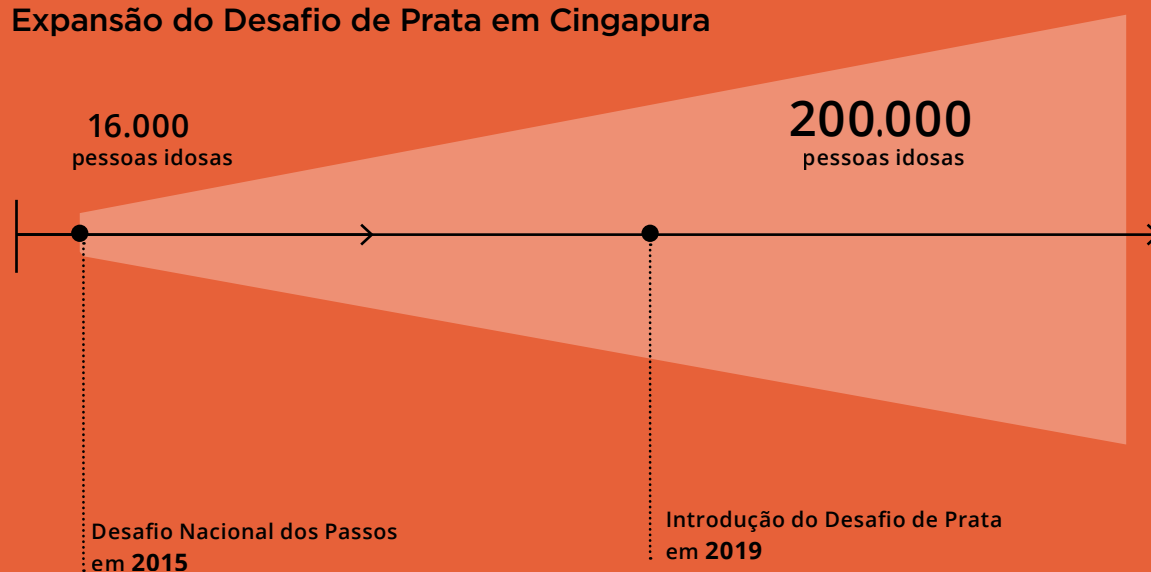 Expansão do Desafio de Prata em Cingapura
16.000
pessoas idosas
200.000
pessoas idosas
Desafio Nacional dos Passos
em 2015
Introdução do Desafio de Prata
em 2019